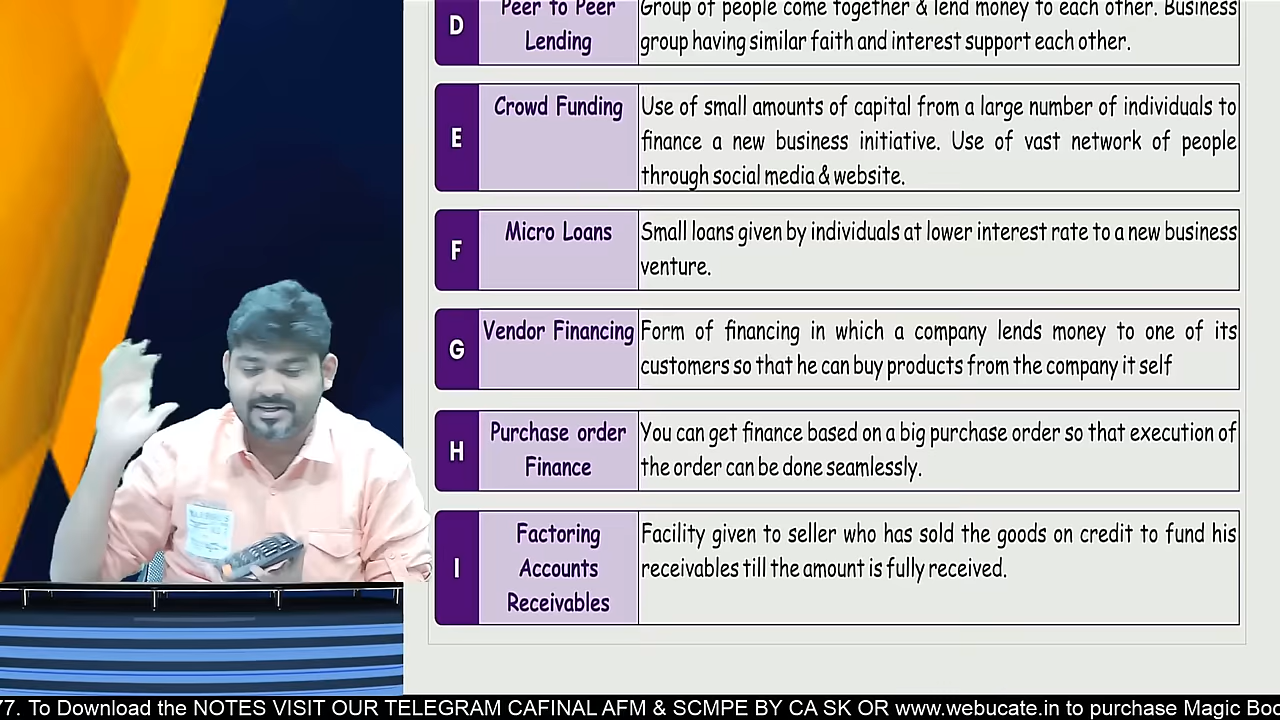 D
Peer to Peer
Lending
Group of people come together & lend money to each other. Business
group having similar faith and interest support each other.
E
Crowd Funding
Use of small amounts of capital from a large number of individuals to
finance a new business initiative. Use of vast network of people
through social media & website.
F
Micro Loans
Small loans given by individuals at lower interest rate to a new business
venture.
G
Vendor Financing
Form of financing in which a company lends money to one of its
customers so that he can buy products from the company it self
H
Purchase order
Finance
You can get finance based on a big purchase order so that execution of
the order can be done seamlessly.
I
Factoring
Accounts
Receivables
Facility given to seller who has sold the goods on credit to fund his
receivables till the amount is fully received.
77. To Download the NOTES VISIT OUR TELEGRAM CAFINAL AFM & SCMPE BY CA SK OR www.webucate.in to purchase Magic Boo